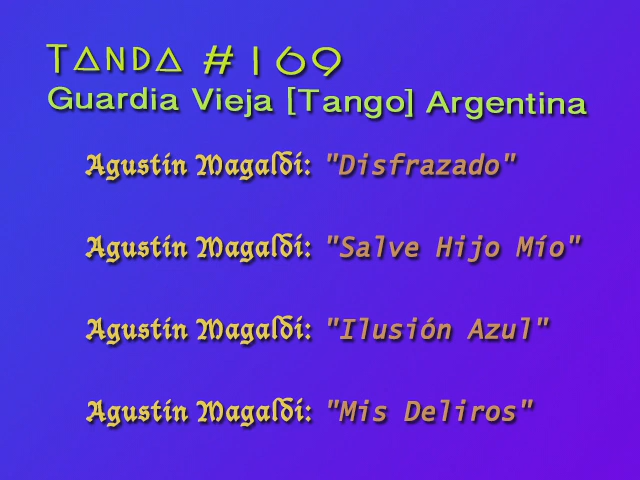 TANDA #169
Guardia Vieja [Tango] Argentina
Agustín Magaldi: "Disfrazado"
Agustín Magaldi: "Salve Hijo Mío"
Agustín Magaldi: "Ilusión Azul"
Agustín Magaldi: "Mis Deliros"